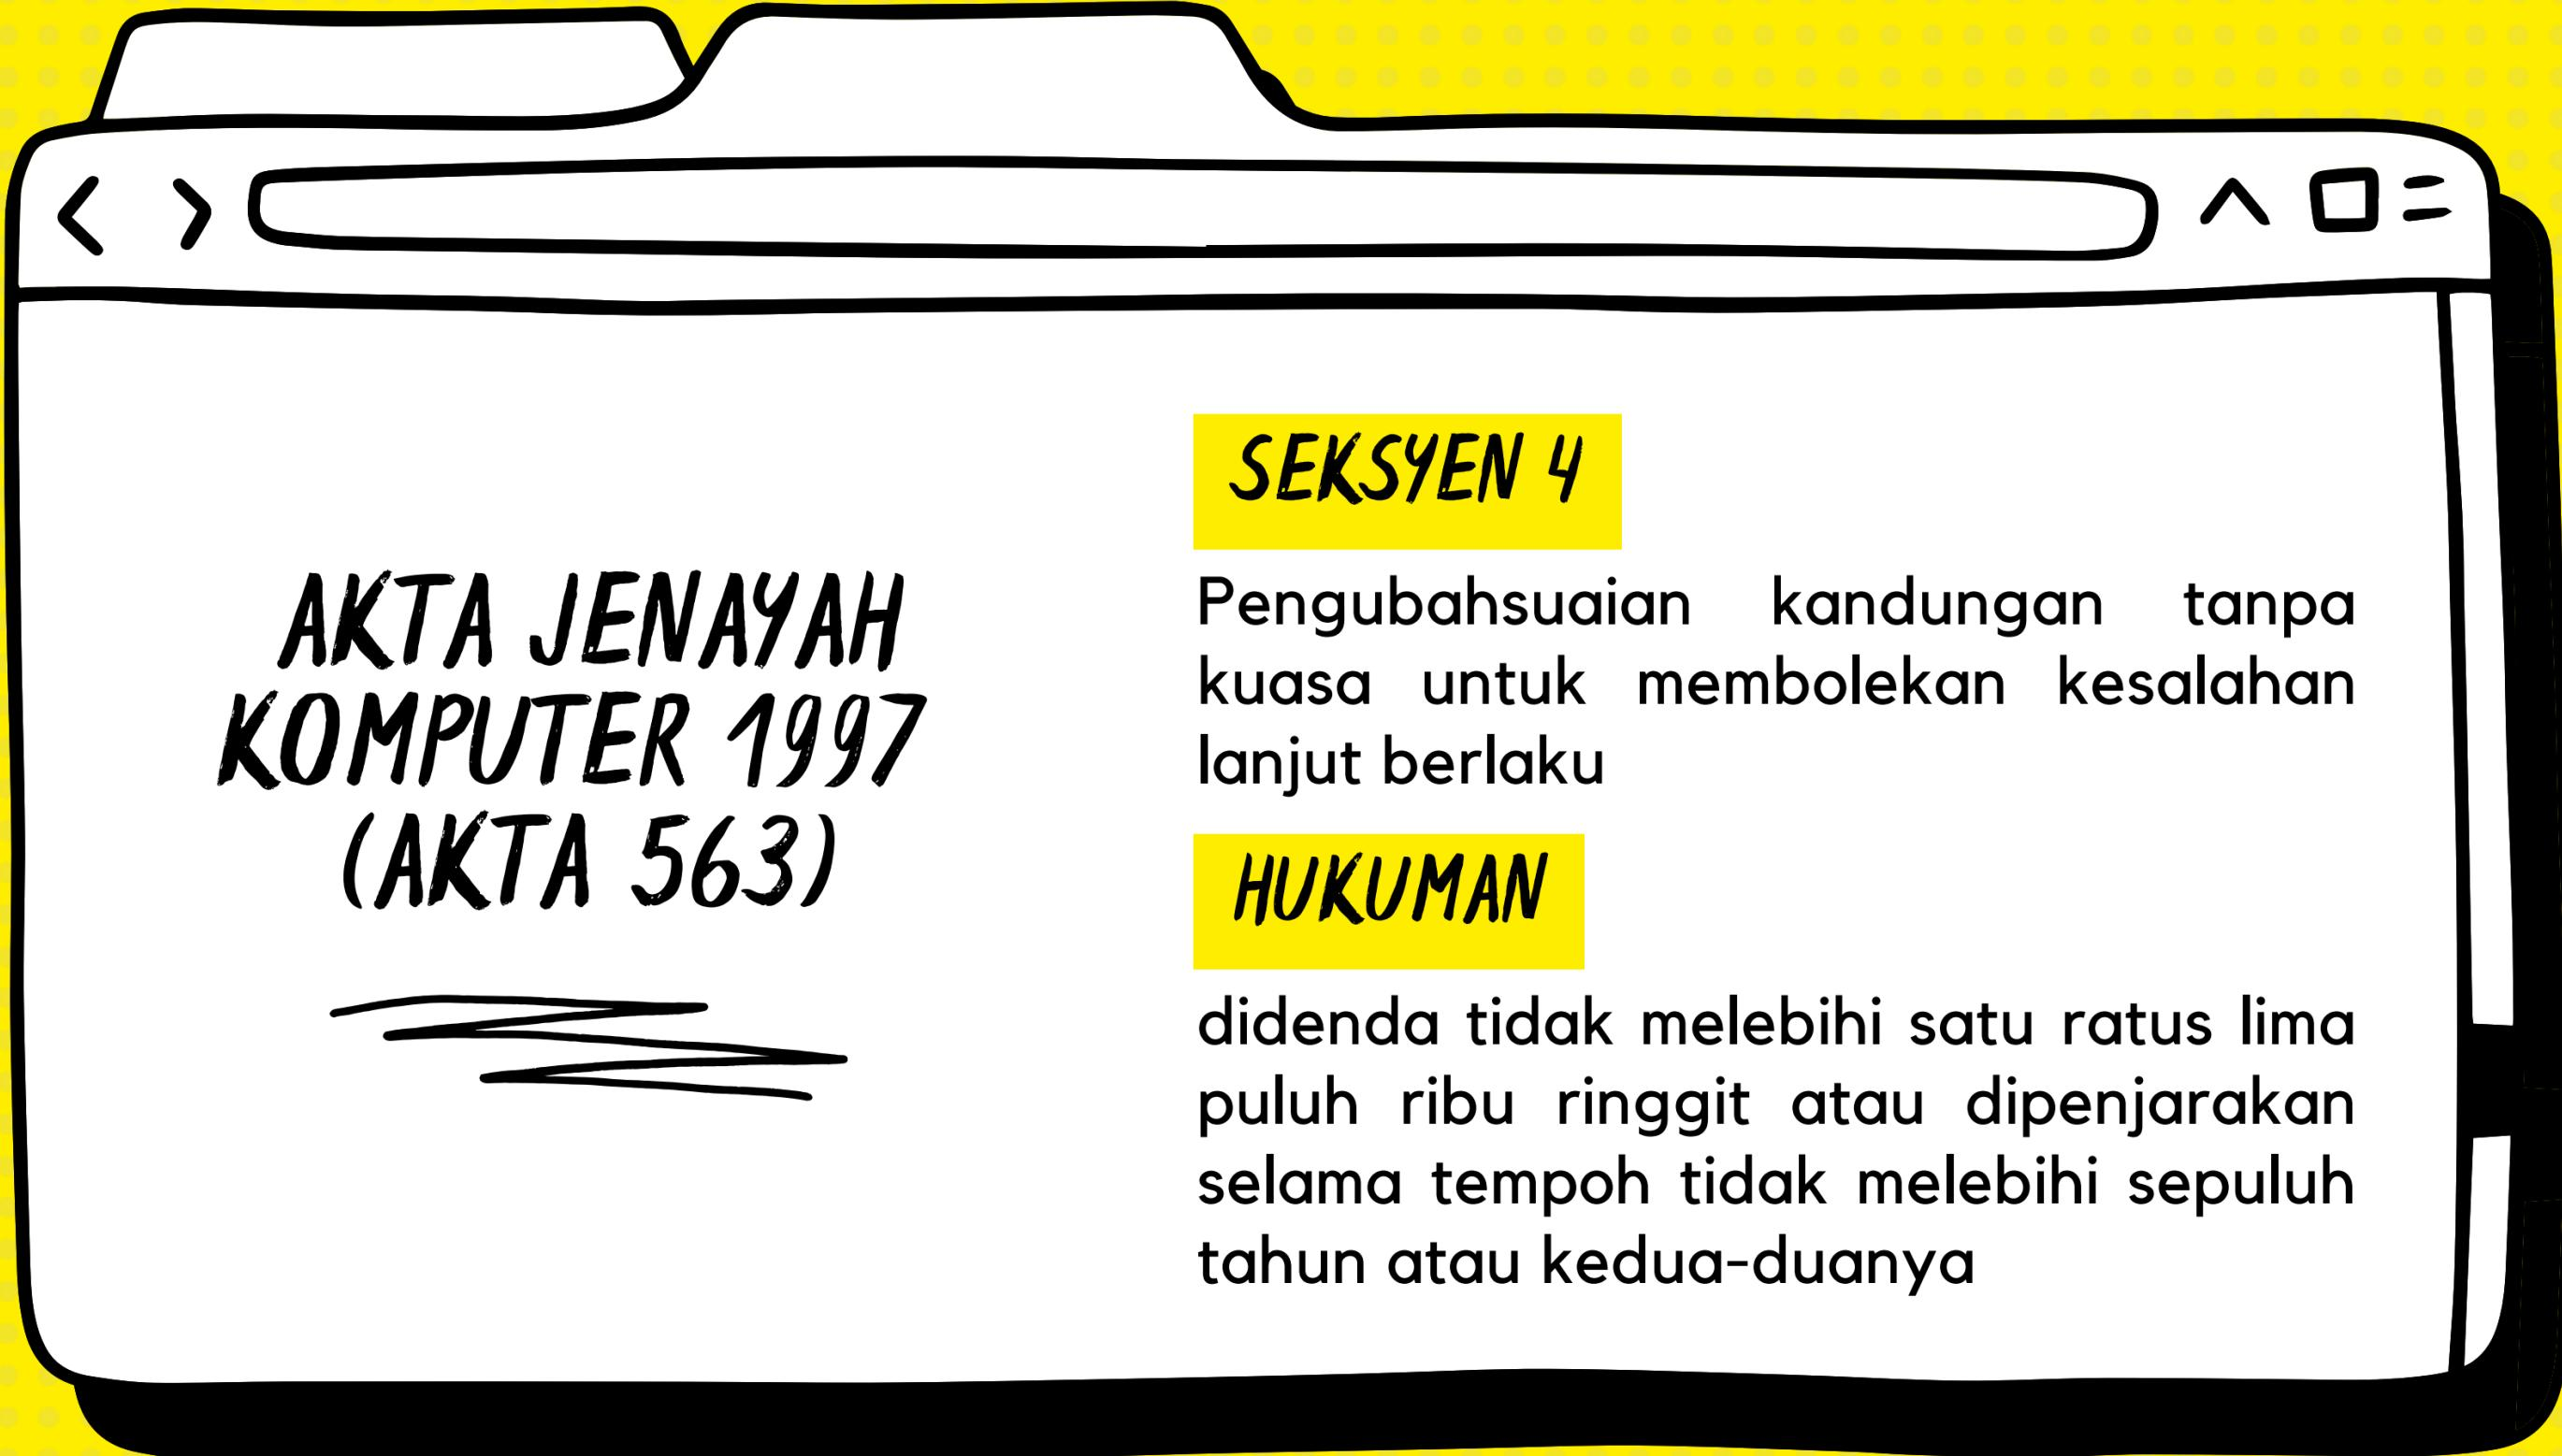 AKTA JENAYAH
KOMPUTER 1997
(AKTA 563)
SEKSYEN 4
Pengubahsuaian kandungan tanpa
kuasa untuk membolekan kesalahan
lanjut berlaku
HUKUMAN
didenda tidak melebihi satu ratus lima
puluh ribu ringgit atau dipenjarakan
selama tempoh tidak melebihi sepuluh
tahun atau kedua-duanya